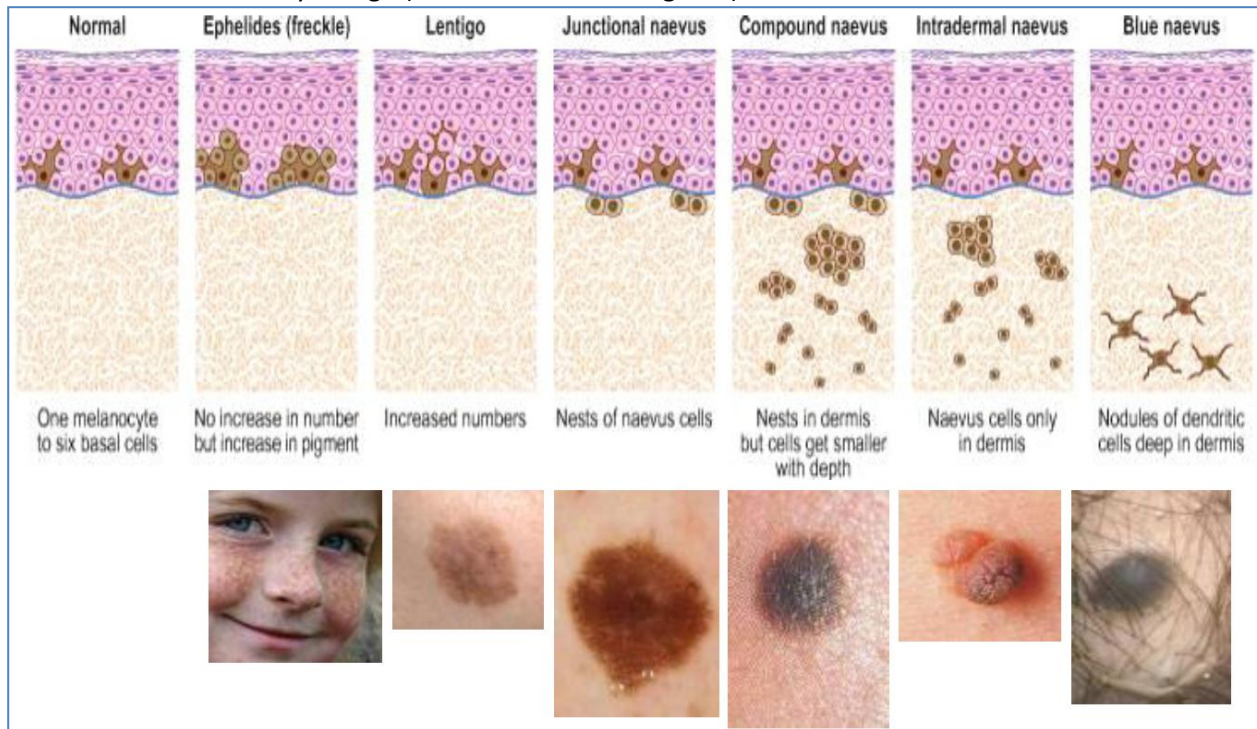 Normal
Ephelides (freckle)
Lentigo
Junctional naevus
Compound naevus
Intradermal naevus
Blue naevus
One melanocyte
to six basal cells
No increase in number
but increase in pigment
Increased numbers
Nests of naevus cells
Nests in dermis
but cells get smaller
with depth
Naevus cells only
in dermis
Nodules of dendritic
cells deep in dermis